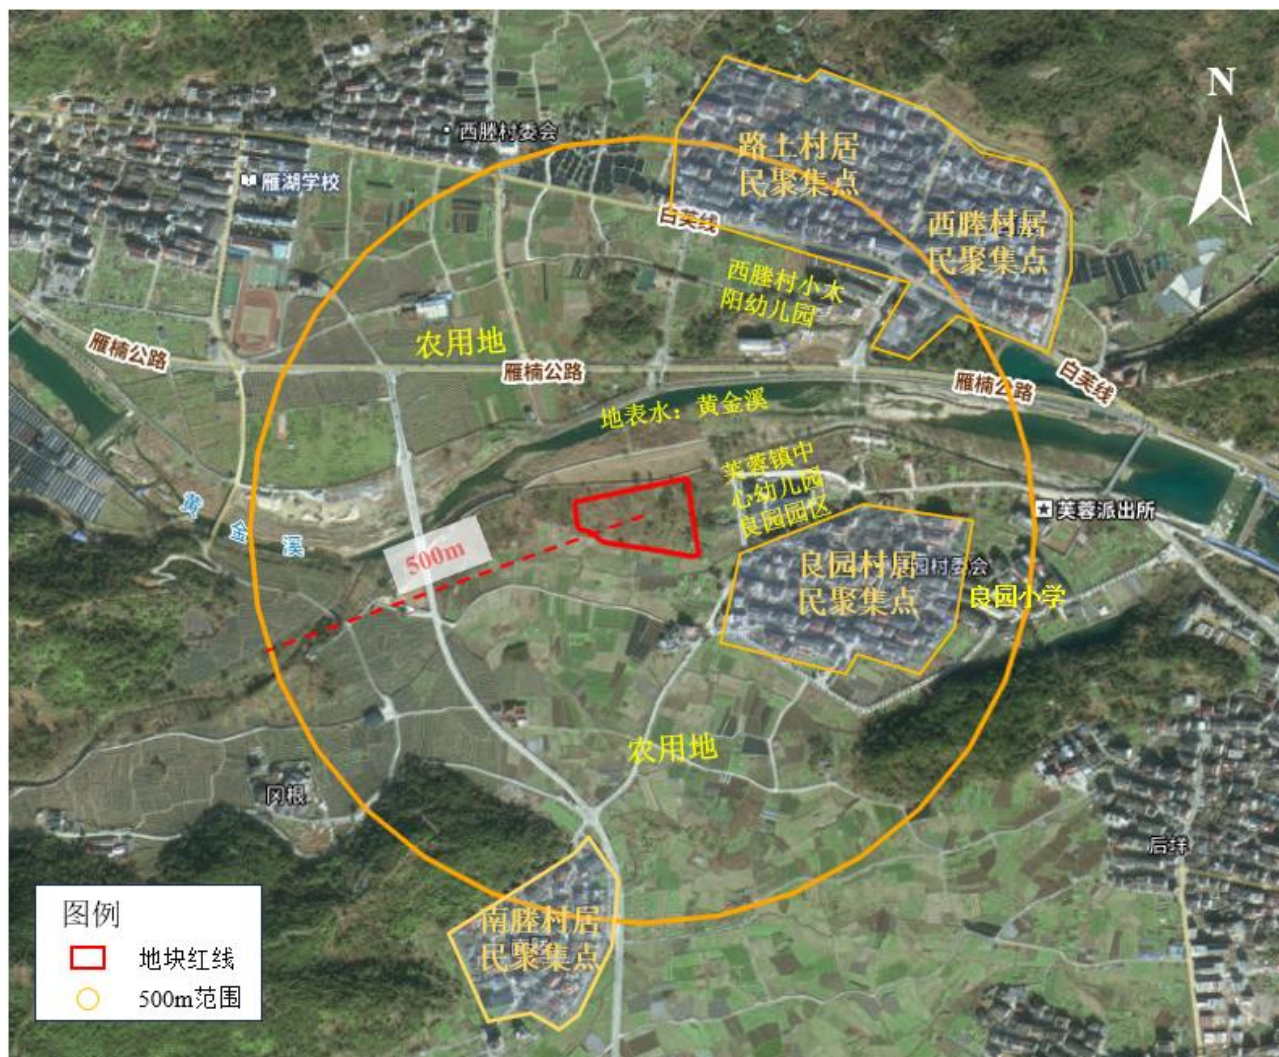 N
西塍村委会
路上村居
民聚集点
雁湖学校
白芙线
西塍村居
民聚集点
西塍村小太
阳幼儿园
农用地
雁楠公路
雁楠公路
雁楠公路
白芙线
地表水：黄金溪
芙蓉镇中
心幼儿园
良园园区
黄金溪
500m
芙蓉派出所
良园村居
民聚集点
园村委会
良园小学
农用地
冈根
后垟
南塍村居
民聚集点
图例
地块红线
500m范围